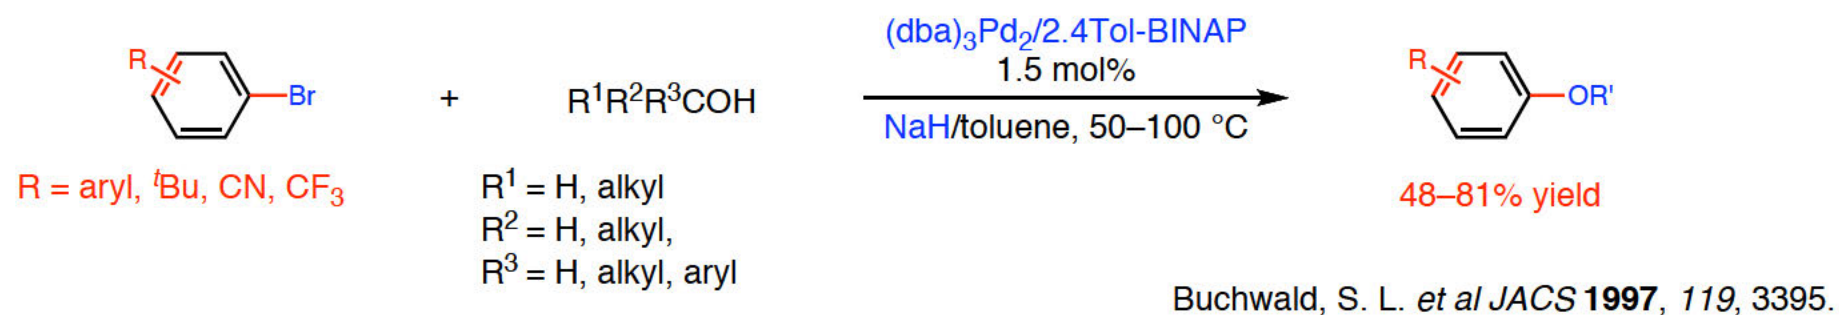 (dba)₃Pd₂/2.4Tol-BINAP
1.5 mol%
NaH/toluene, 50–100 °C
R
Br
+
R¹R²R³COH
R
OR'
R = aryl, ᵗBu, CN, CF₃
R¹ = H, alkyl
R² = H, alkyl,
R³ = H, alkyl, aryl
48–81% yield
Buchwald, S. L. et al JACS 1997, 119, 3395.